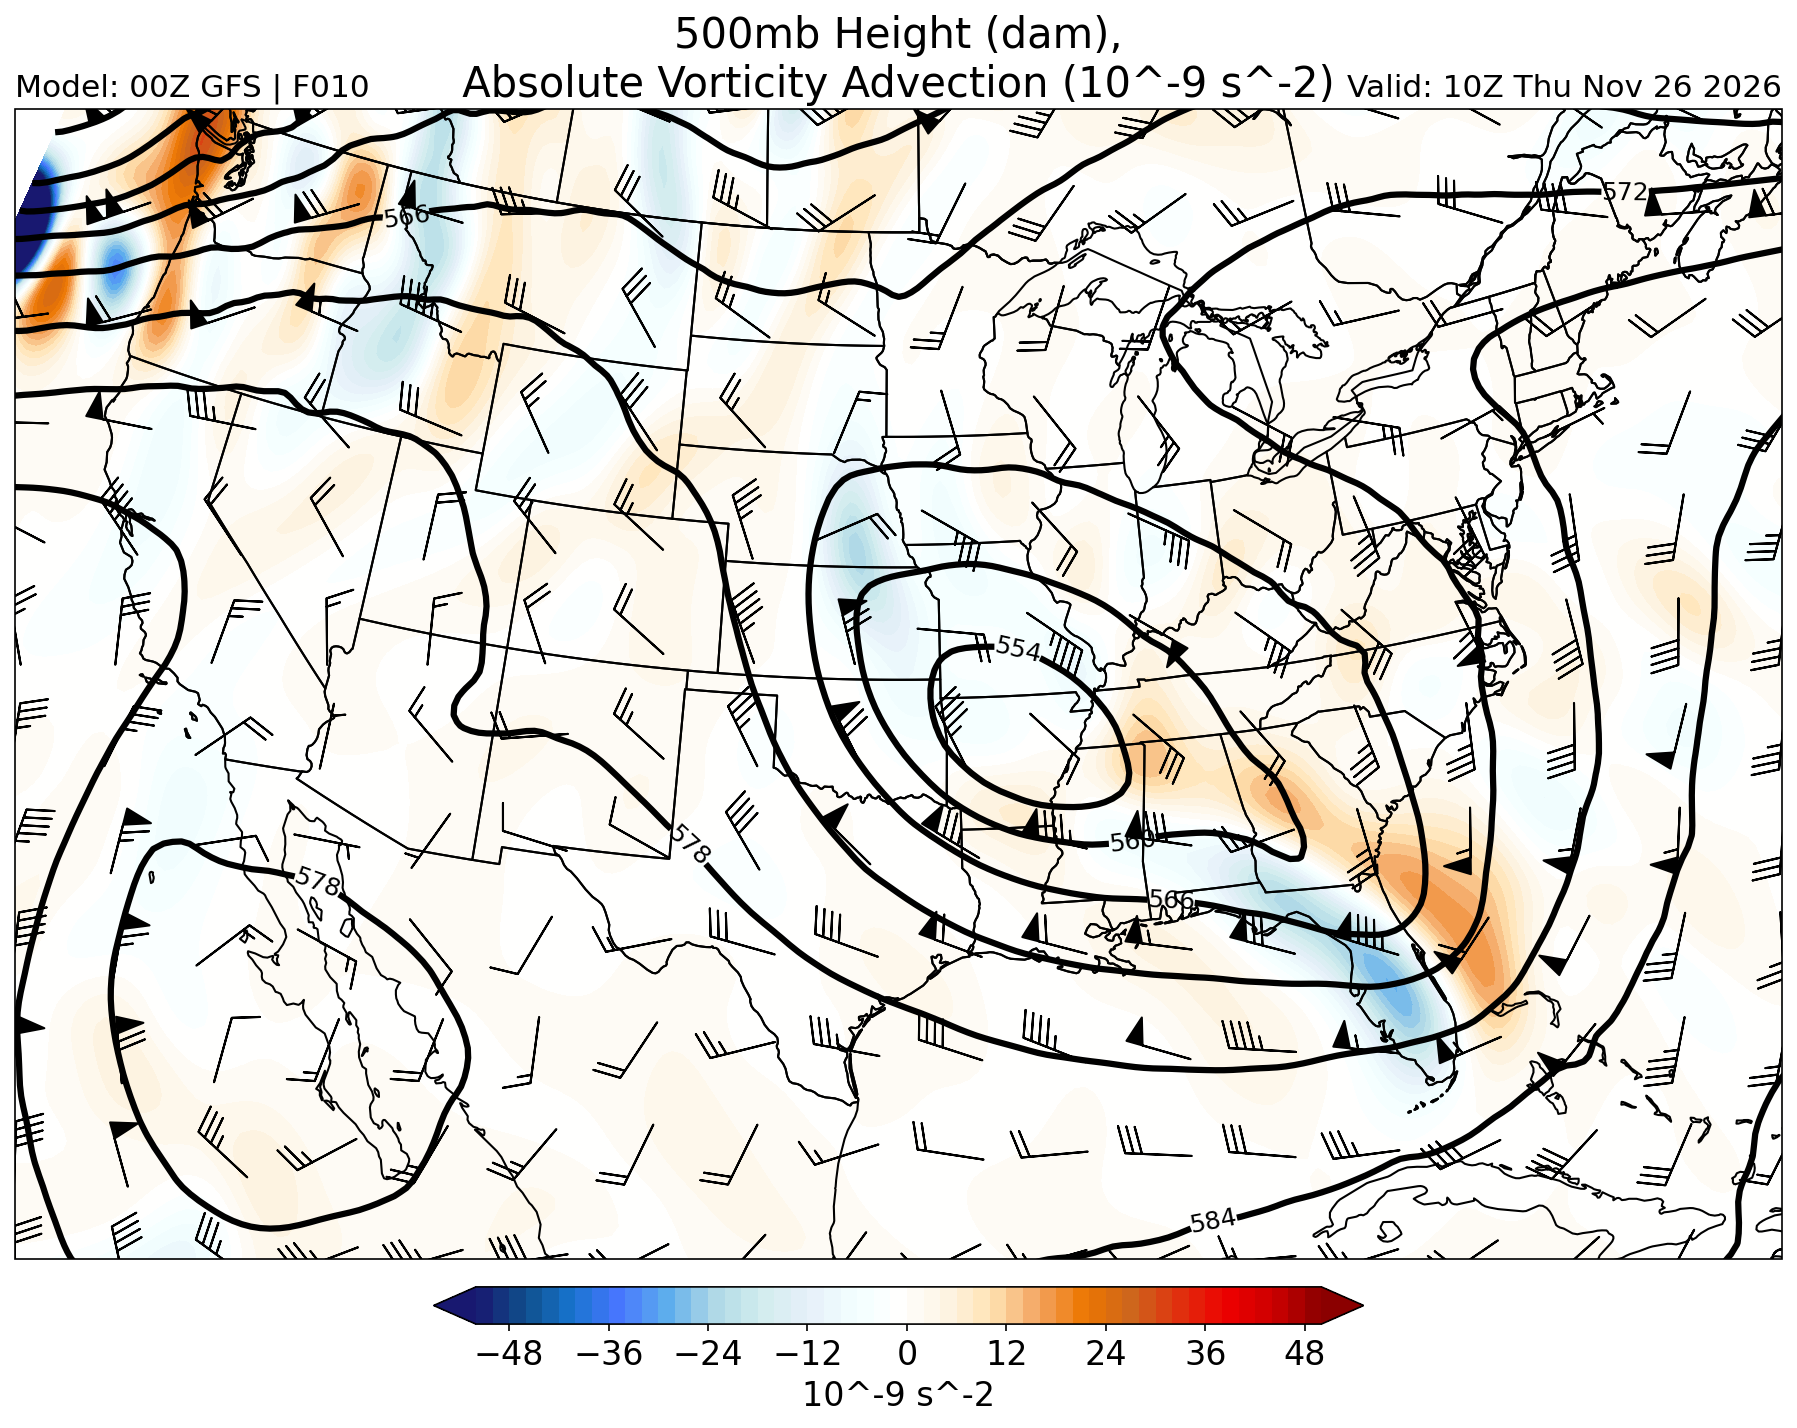 500mb Height (dam),
Model: 00Z GFS | F010
Absolute Vorticity Advection (10^-9 s^-2)
Valid: 10Z Thu Nov 26 2026
572
566
554
578
560
578
566
584
−48 −36 −24 −12 0 12 24 36 48
10^-9 s^-2